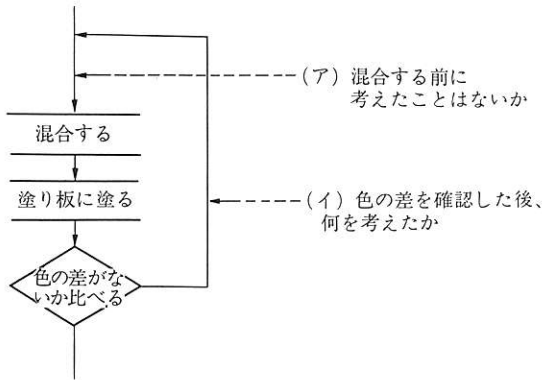 (ア) 混合する前に
考えたことはないか
混合する
塗り板に塗る
(イ) 色の差を確認した後、
何を考えたか
色の差がな
いか比べる